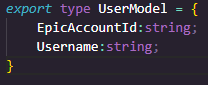 export type UserModel = {
    EpicAccountId:string;
    Username:string;
}